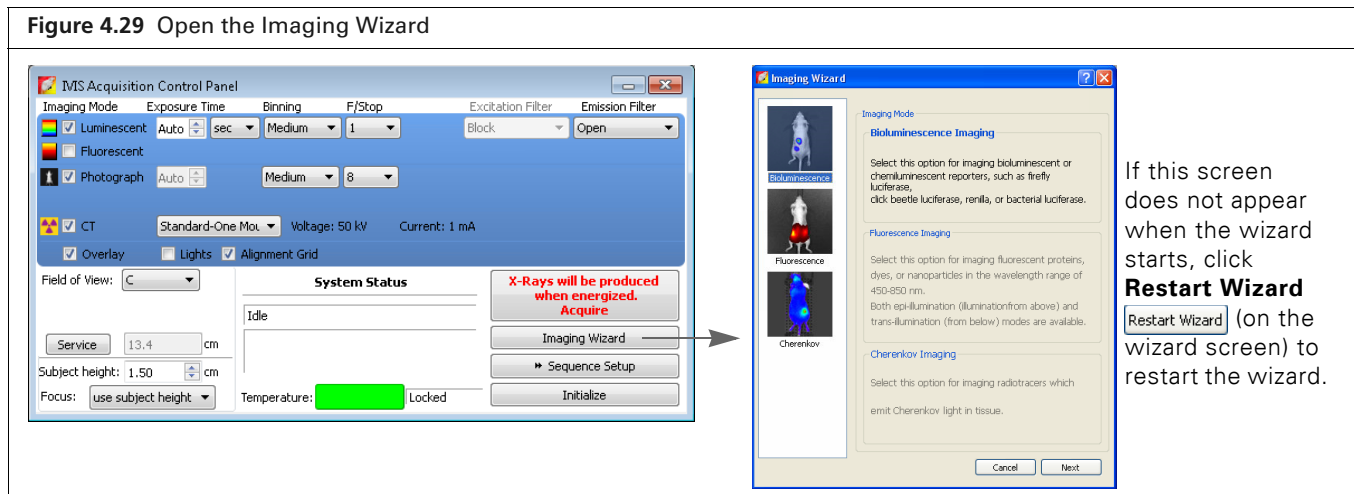 Figure 4.29 Open the Imaging Wizard
IVIS Acquisition Control Panel
Imaging Mode Exposure Time Binning F/Stop Excitation Filter Emission Filter
Luminescent Auto sec Medium 1 Block Open
Fluorescent
Photograph Auto Medium 8
CT Standard-One Mou Voltage: 50 kV Current: 1 mA
Overlay Lights Alignment Grid
Field of View: C
Service 13.4 cm
Subject height: 1.50 cm
Focus: use subject height
System Status
Idle
Temperature: Locked
X-Rays will be produced
when energized.
Acquire
Imaging Wizard
Sequence Setup
Initialize
Imaging Wizard
Bioluminescence
Fluorescence
Cherenkov
Imaging Mode
Bioluminescence Imaging
Select this option for imaging bioluminescent or
chemiluminescent reporters, such as firefly
luciferase,
click beetle luciferase, renilla, or bacterial luciferase.
Fluorescence Imaging
Select this option for imaging fluorescent proteins,
dyes, or nanoparticles in the wavelength range of
450-850 nm.
Both epi-illumination (illuminationfrom above) and
trans-illumination (from below) modes are available.
Cherenkov Imaging
Select this option for imaging radiotracers which
emit Cherenkov light in tissue.
Cancel Next
If this screen
does not appear
when the wizard
starts, click
Restart Wizard
Restart Wizard (on the
wizard screen) to
restart the wizard.